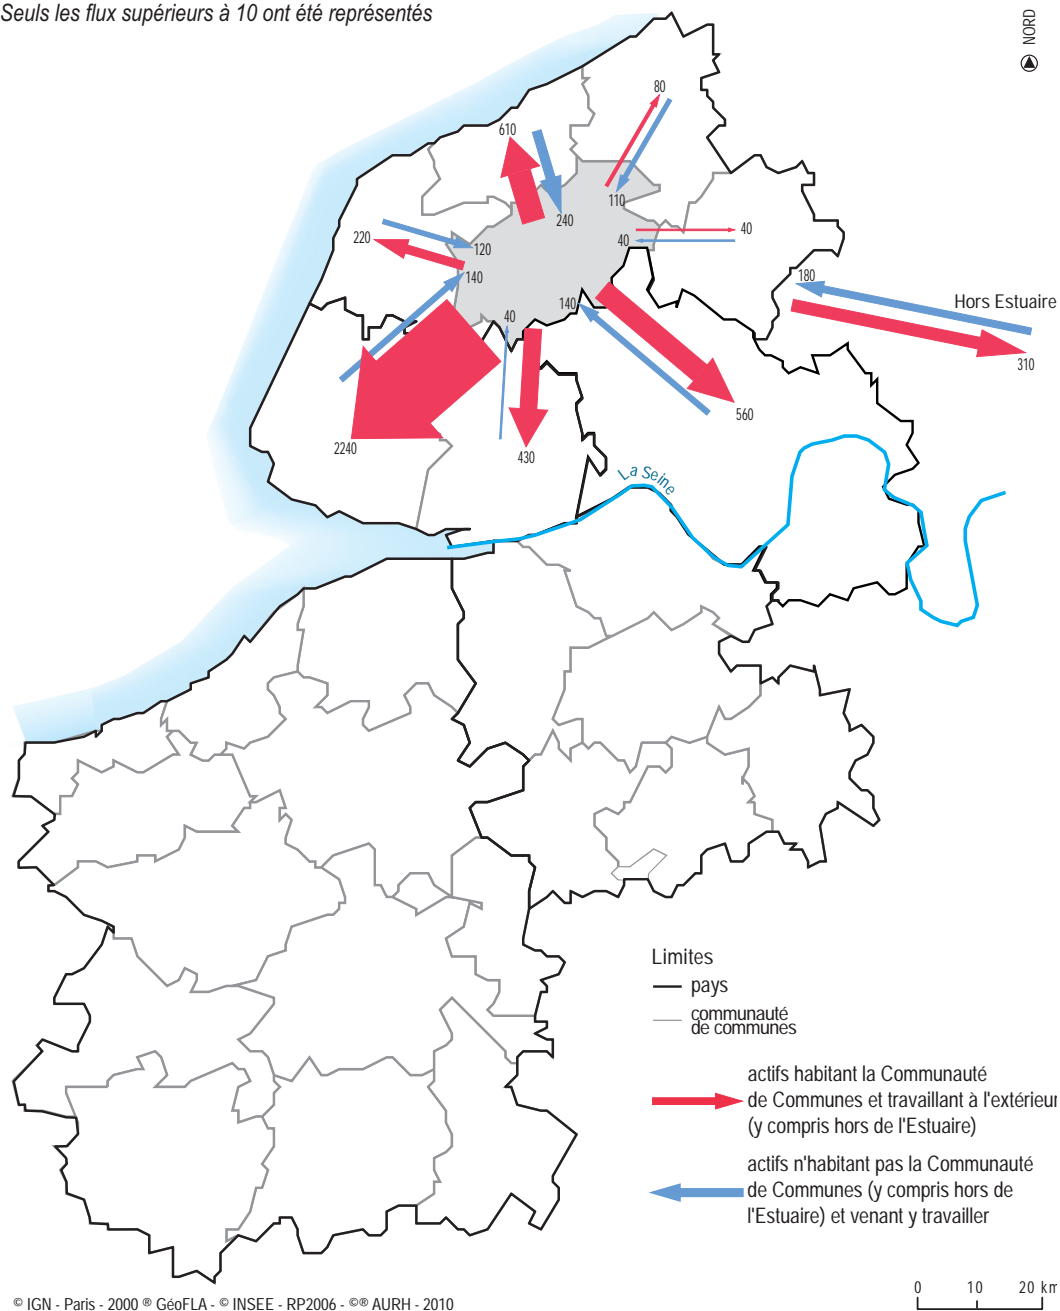 Seuls les flux supérieurs à 10 ont été représentés
NORD
80
610
110
240
220
120
40
40
140
180
Hors Estuaire
140
40
310
560
2240
430
La Seine
Limites
pays
communauté
de communes
actifs habitant la Communauté
de Communes et travaillant à l'extérieur
(y compris hors de l'Estuaire)
actifs n'habitant pas la Communauté
de Communes (y compris hors de
l'Estuaire) et venant y travailler
0 10 20 km
© IGN - Paris - 2000 ® GéoFLA - © INSEE - RP2006 - ©® AURH - 2010